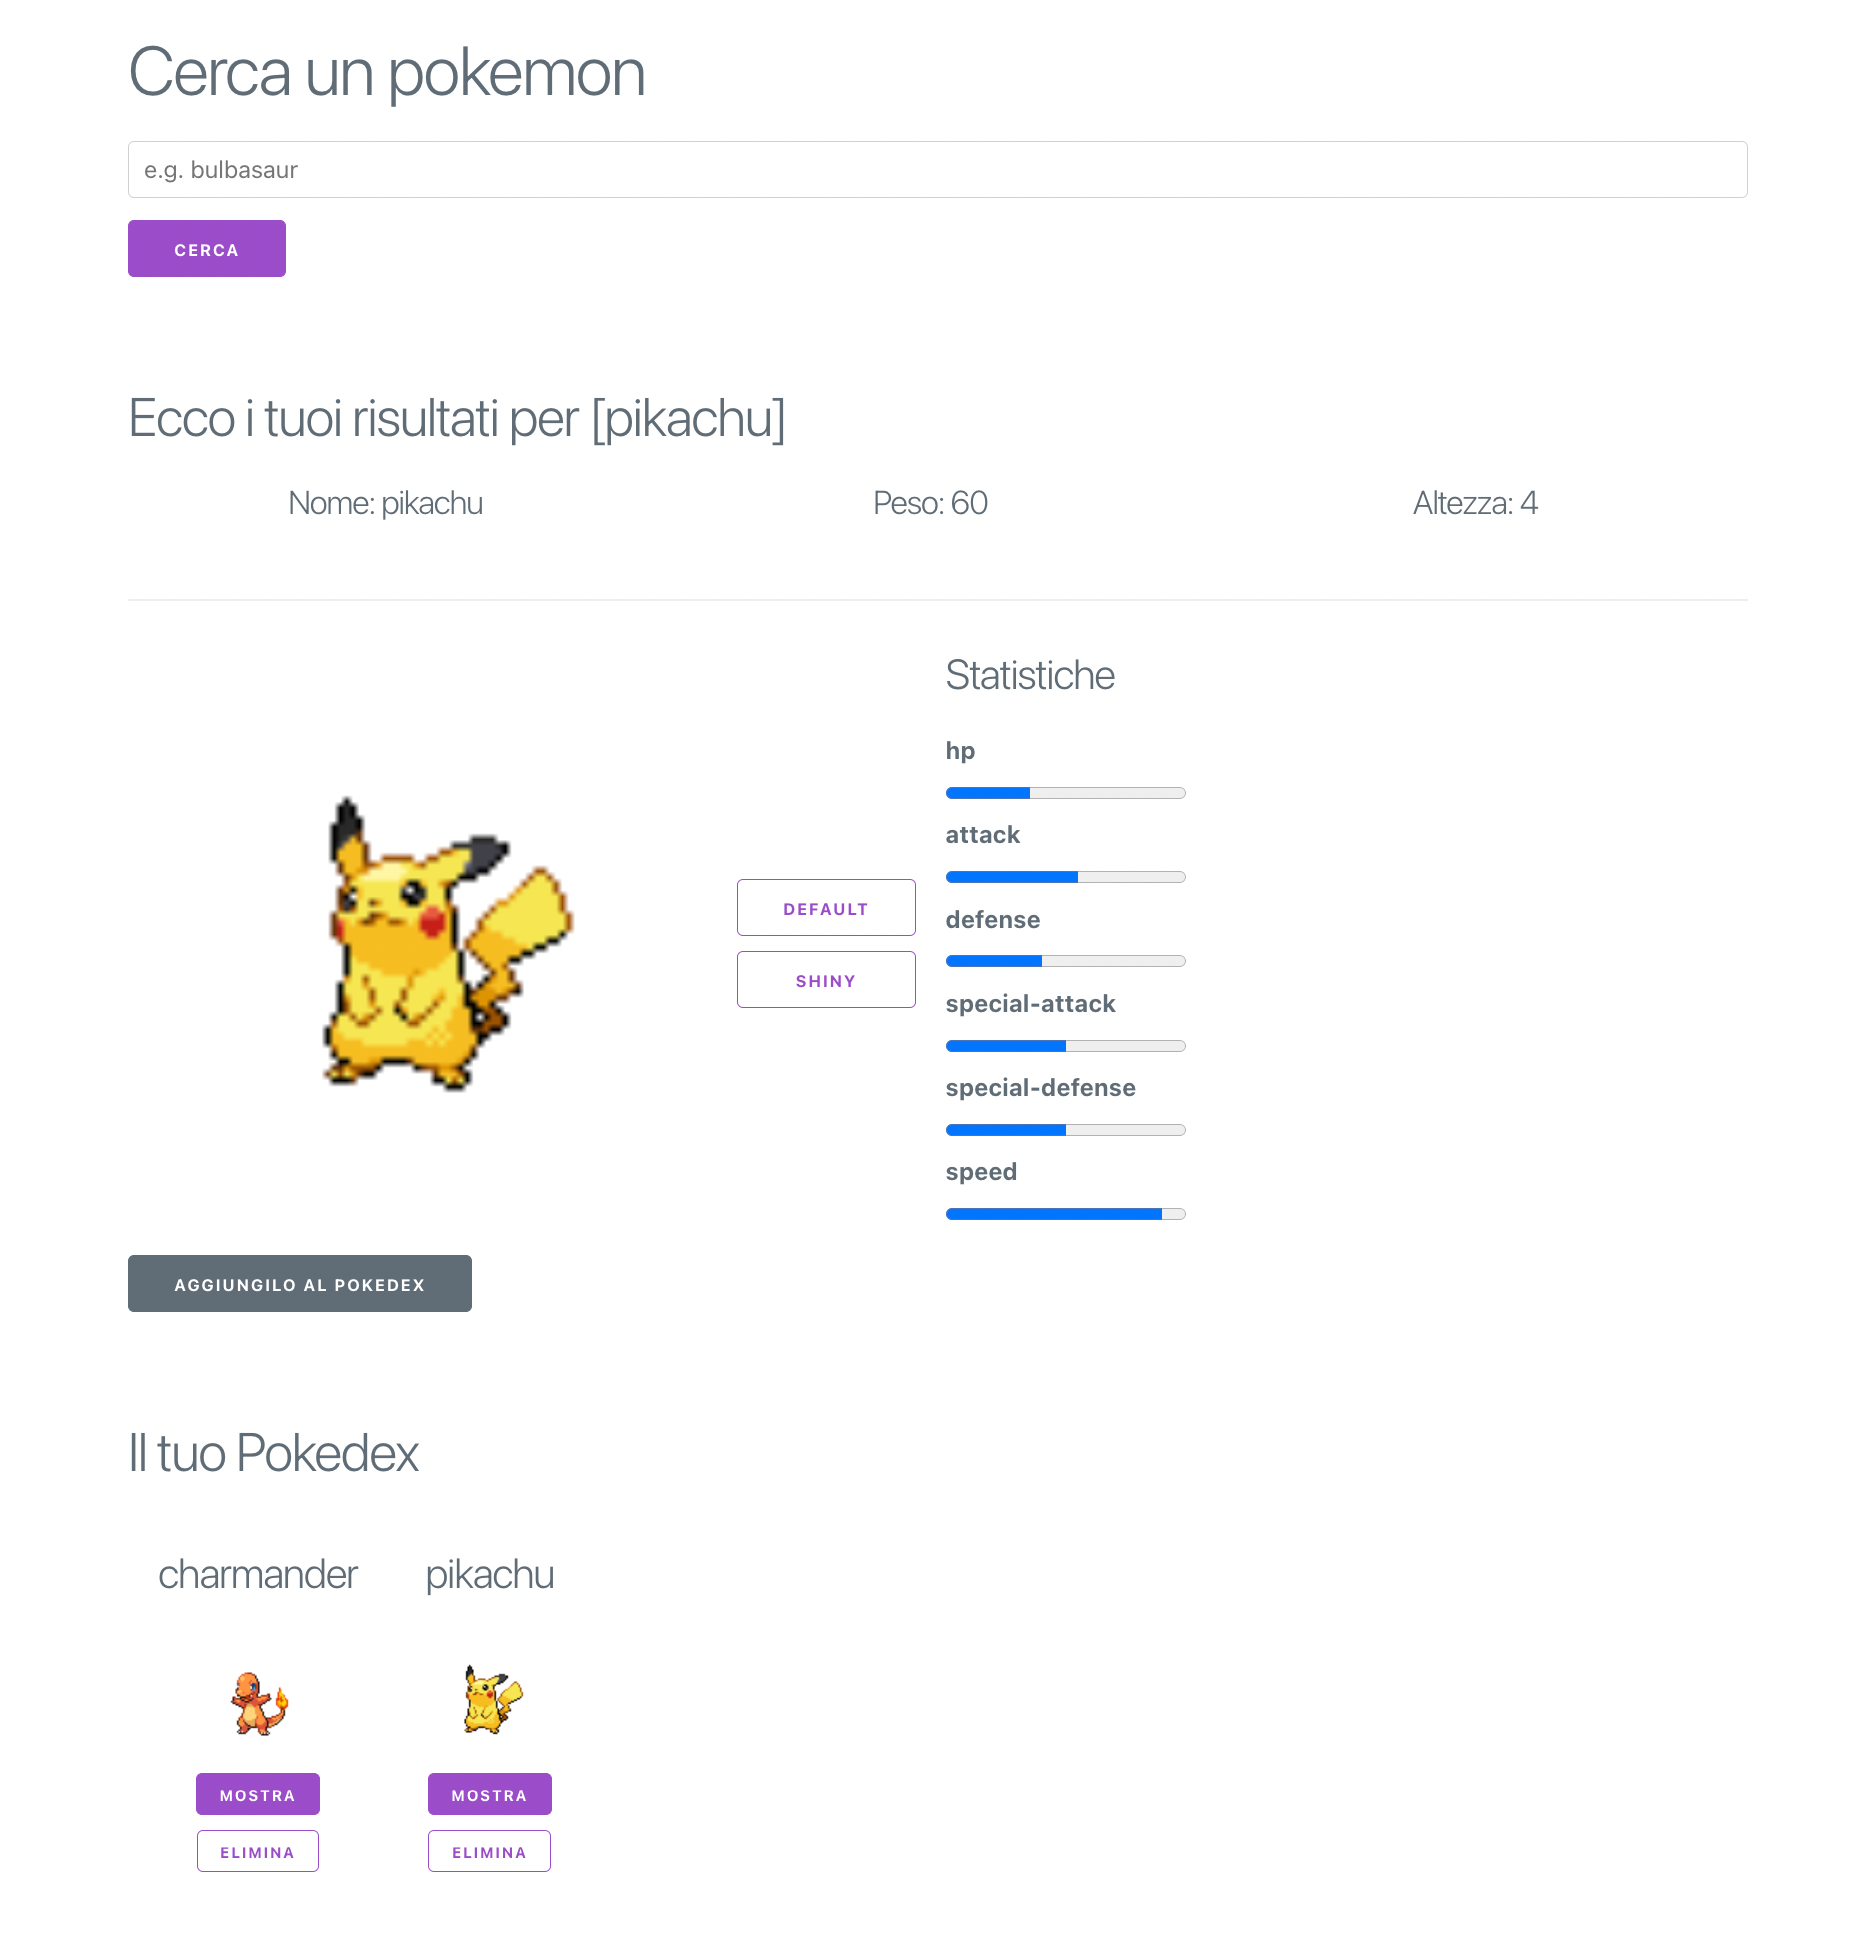 Cerca un pokemon
e.g. bulbasaur
CERCA
Ecco i tuoi risultati per [pikachu]
Nome: pikachu
Peso: 60
Altezza: 4
Statistiche
hp
attack
defense
special-attack
special-defense
speed
DEFAULT
SHINY
AGGIUNGILO AL POKEDEX
Il tuo Pokedex
charmander
MOSTRA
ELIMINA
pikachu
MOSTRA
ELIMINA